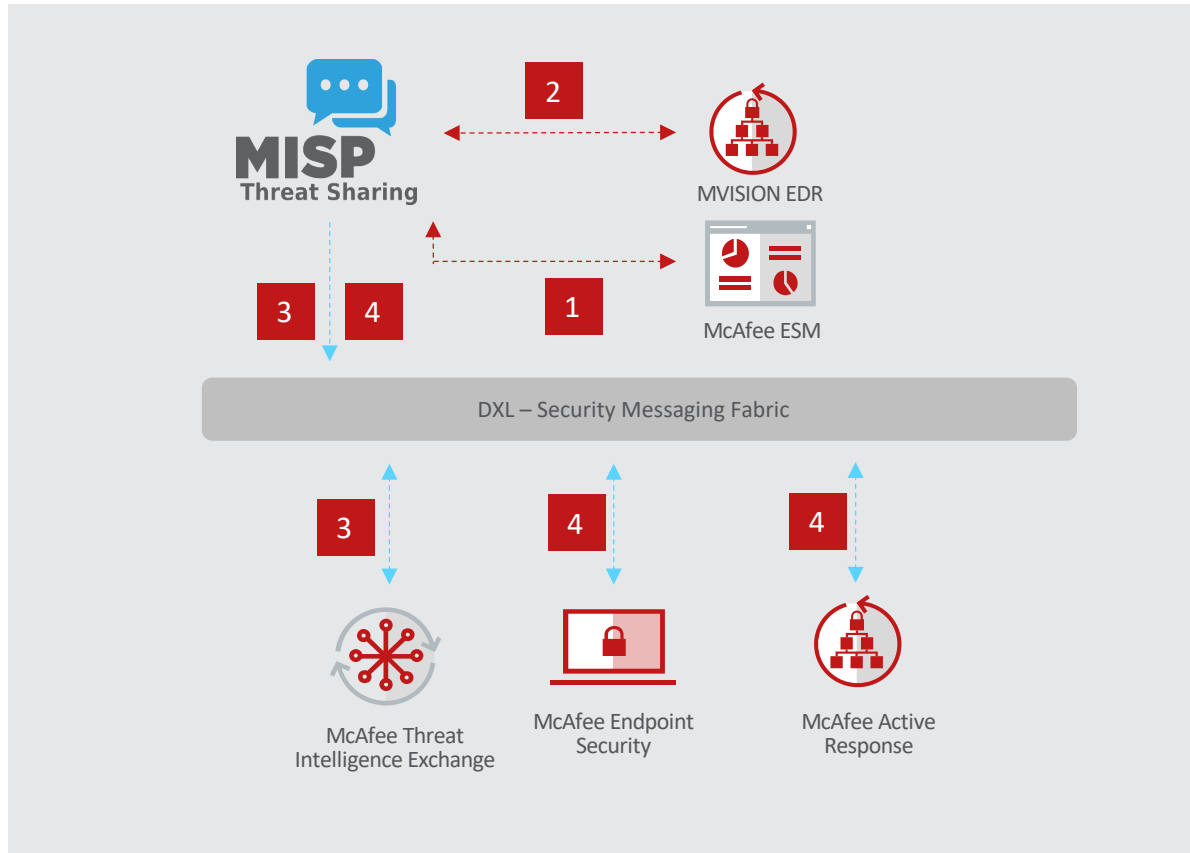 2
MISP
Threat Sharing
MVISION EDR
3
4
1
McAfee ESM
DXL – Security Messaging Fabric
3
4
4
McAfee Threat
Intelligence Exchange
McAfee Endpoint
Security
McAfee Active
Response